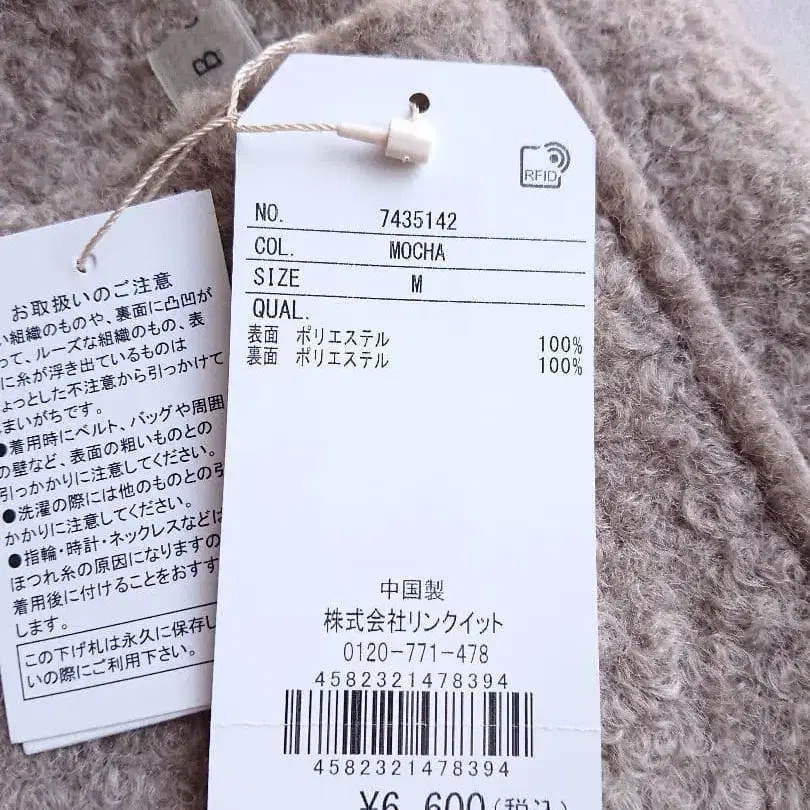 B
RFID
NO. 7435142
COL. MOCHA
SIZE M
QUAL.
表面 ポリエステル 100%
裏面 ポリエステル 100%
中国製
株式会社リンクイット
0120-771-478
4582321478394
4582321478394
¥6,600(税込)
お取扱いのご注意
い組織のものや、裏面に凸凹が
って、ルーズな組織のもの、表
に糸が浮き出ているものは
ょっとした不注意から引っかけて
まいがちです。
●着用時にベルト、バッグや周囲
の壁など、表面の粗いものとの
引っかかりに注意してください。
●洗濯の際には他のものとの引
かかりに注意してください。
●指輪・時計・ネックレスなどは
ほつれ糸の原因になりますの
着用後に付けることをおすす
します。
この下げ札は永久に保存し
いの際にご利用下さい。